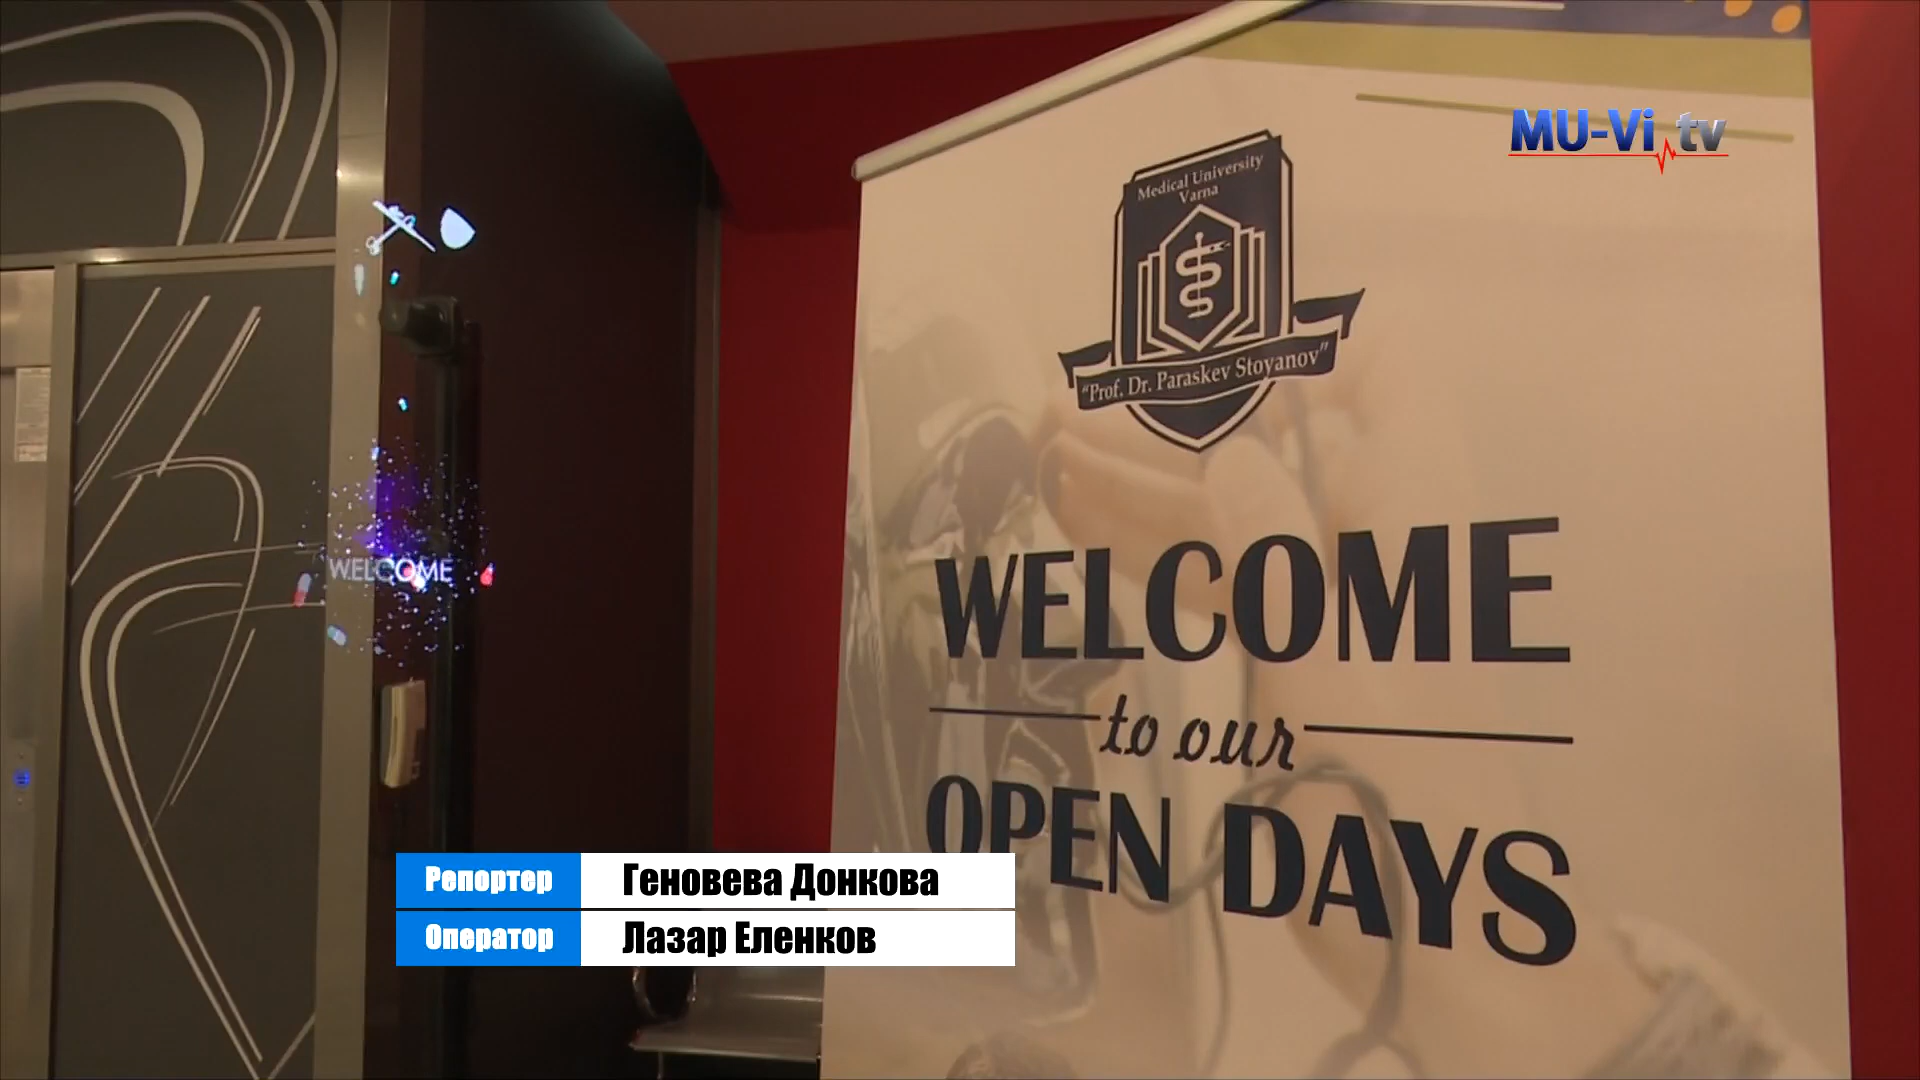 MU-Vi.tv
Medical University
Varna
"Prof. Dr. Paraskev Stoyanov"
WELCOME
WELCOME
to our
OPEN DAYS
Репортер Геновева Донкова
Оператор Лазар Еленков